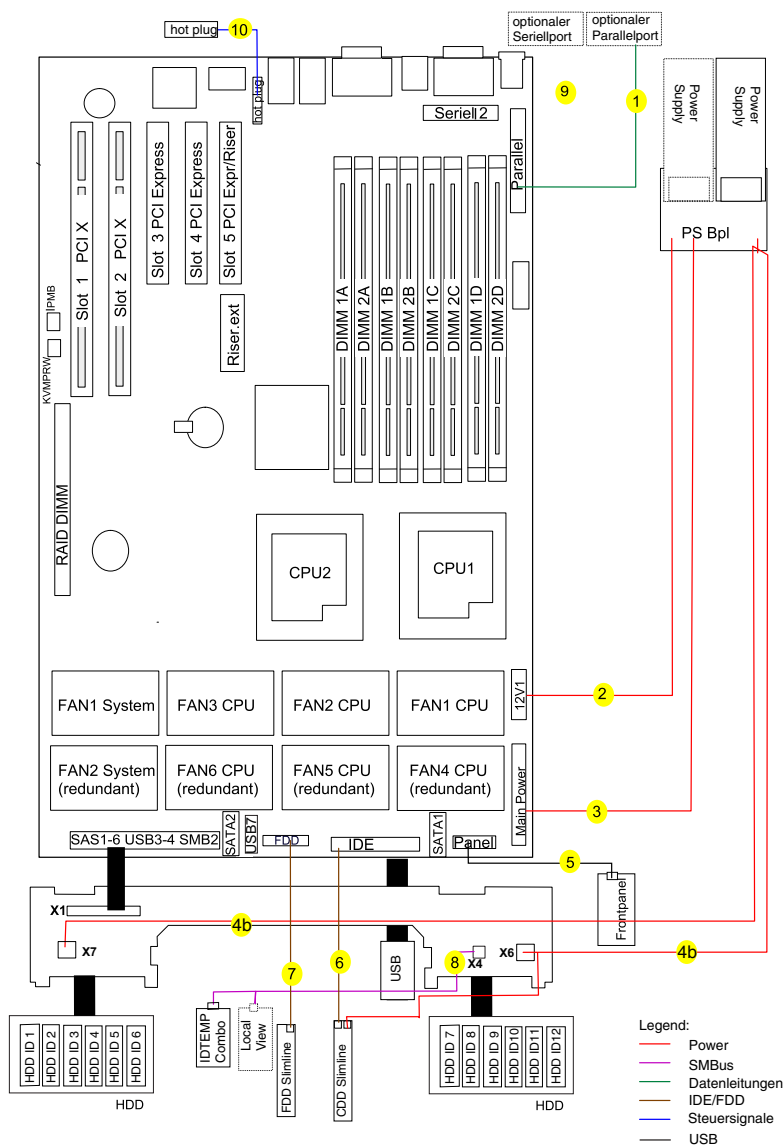 hot plug
10
optionaler
Seriellport
optionaler
Parallelport
hot plug
9
1
Seriell 2
Parallel
Power
Supply
Power
Supply
PS Bpl
Slot 1 PCI X
Slot 2 PCI X
Slot 3 PCI Express
Slot 4 PCI Express
Slot 5 PCI Expr/Riser
Riser.ext
IPMB
KVMPRW
DIMM 1A
DIMM 2A
DIMM 1B
DIMM 2B
DIMM 1C
DIMM 2C
DIMM 1D
DIMM 2D
RAID DIMM
CPU2
CPU1
FAN1 System
FAN3 CPU
FAN2 CPU
FAN1 CPU
12V1
2
FAN2 System
(redundant)
FAN6 CPU
(redundant)
FAN5 CPU
(redundant)
FAN4 CPU
(redundant)
Main Power
3
SAS1-6 USB3-4 SMB2
SATA2
USB7
FDD
IDE
SATA1
Panel
5
Frontpanel
X1
4b
X7
X4
X6
4b
7
6
8
USB
IDTEMP
Combo
Local
View
FDD Slimline
CDD Slimline
HDD ID 1
HDD ID 2
HDD ID 3
HDD ID 4
HDD ID 5
HDD ID 6
HDD
HDD ID 7
HDD ID 8
HDD ID 9
HDD ID10
HDD ID11
HDD ID12
HDD
Legend:
Power
SMBus
Datenleitungen
IDE/FDD
Steuersignale
USB